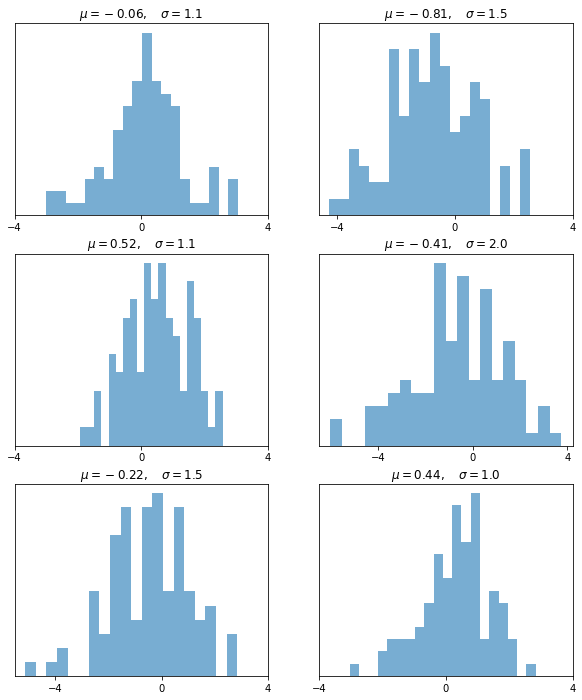 μ = −0.06,   σ = 1.1
−4 0 4
μ = −0.81,   σ = 1.5
−4 0 4
μ = 0.52,   σ = 1.1
−4 0 4
μ = −0.41,   σ = 2.0
−4 0 4
μ = −0.22,   σ = 1.5
−4 0 4
μ = 0.44,   σ = 1.0
−4 0 4